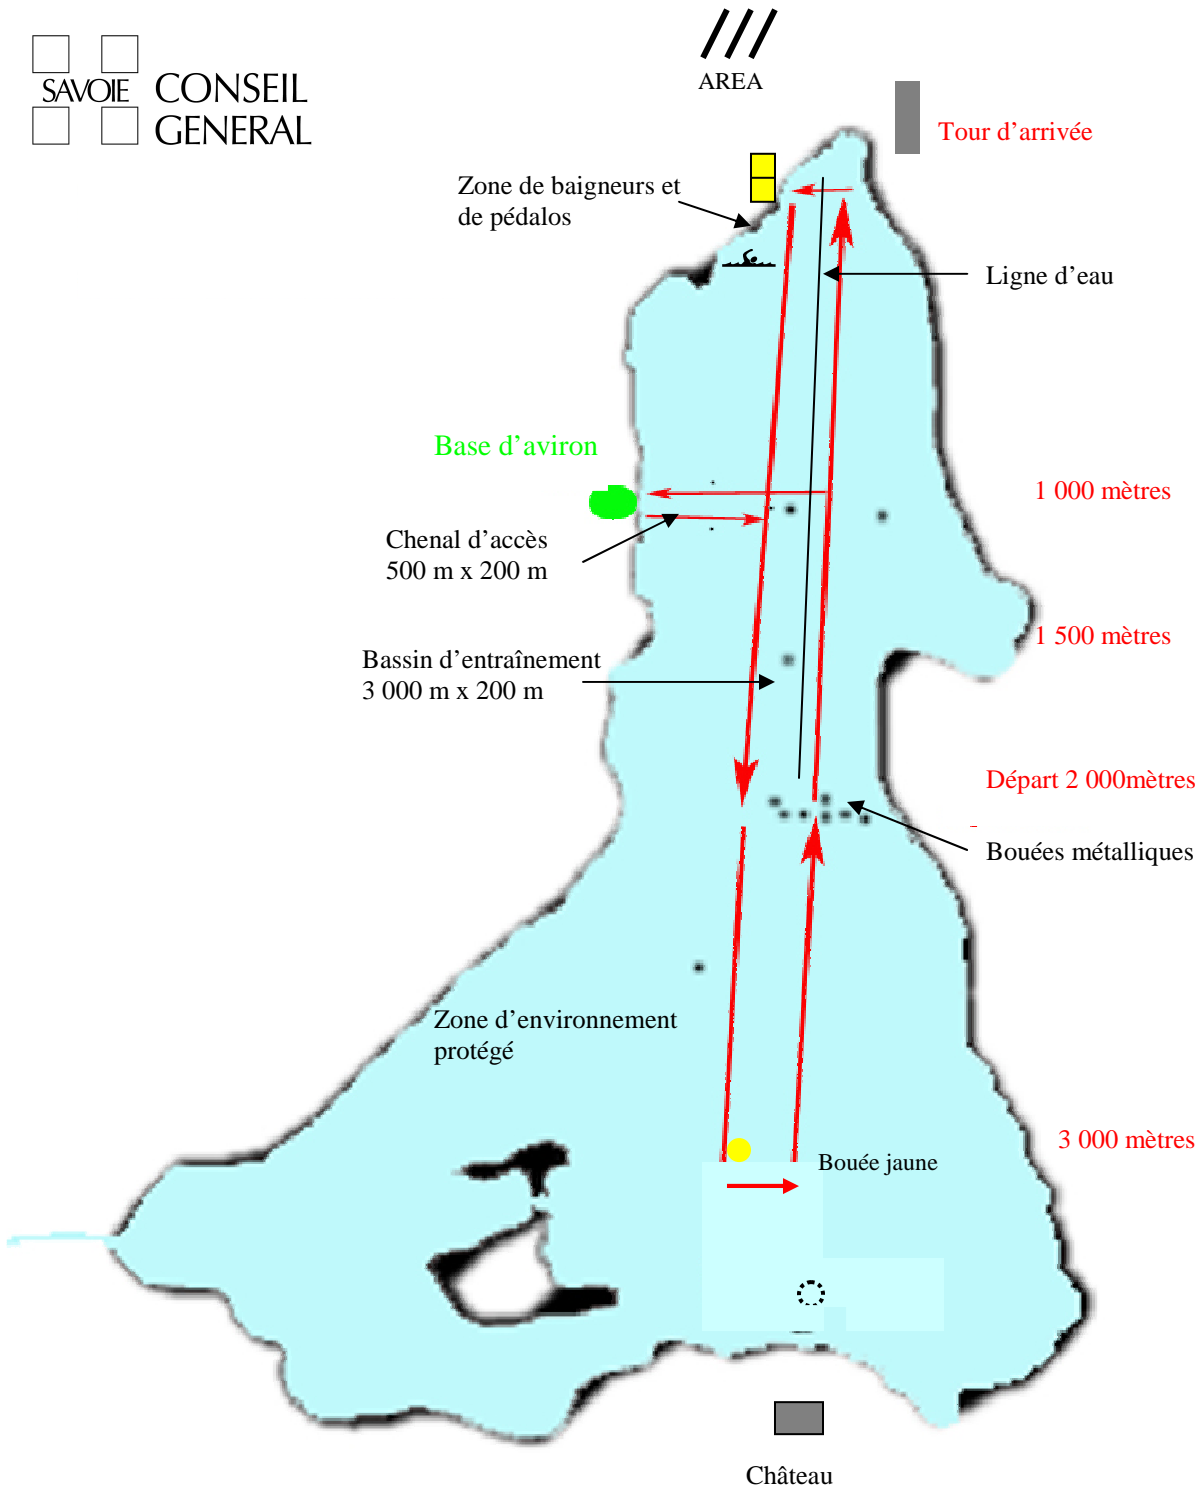 SAVOIE
CONSEIL
GENERAL
AREA
Tour d'arrivée
Zone de baigneurs et
de pédalos
Ligne d'eau
Base d'aviron
1 000 mètres
Chenal d'accès
500 m x 200 m
1 500 mètres
Bassin d'entraînement
3 000 m x 200 m
Départ 2 000mètres
Bouées métalliques
Zone d'environnement
protégé
3 000 mètres
Bouée jaune
Château